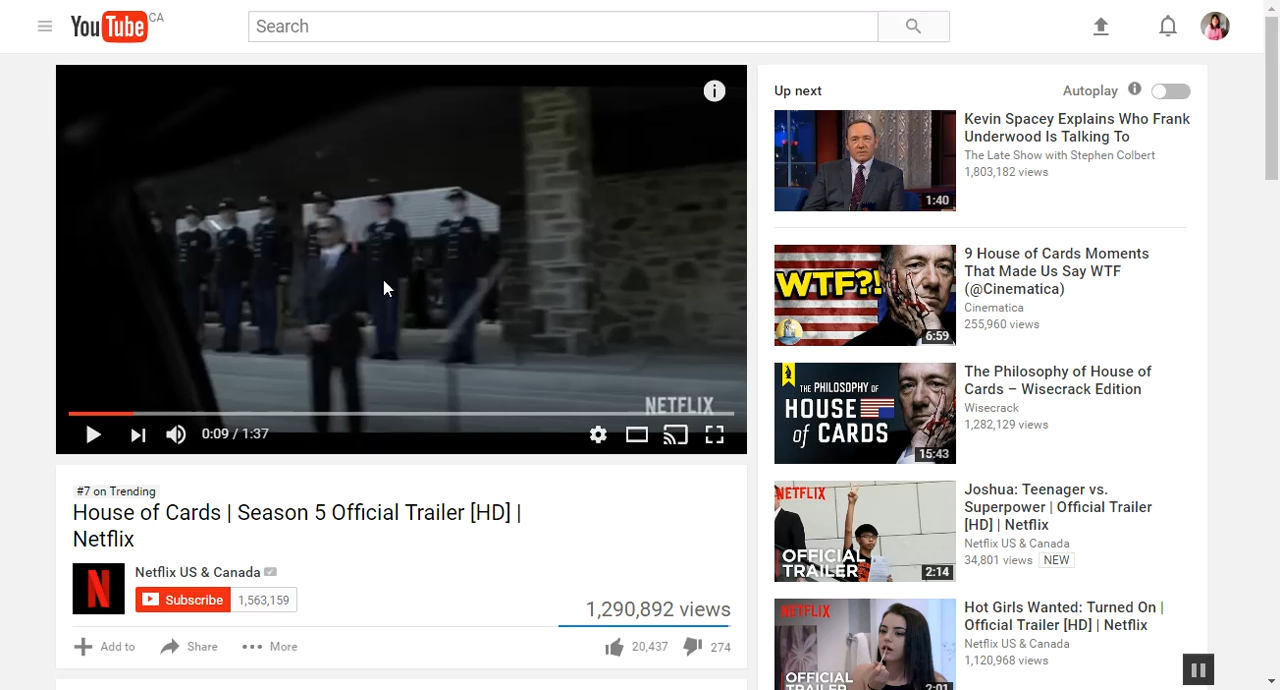 YouTube CA
Search
NETFLIX
0:09 / 1:37
#7 on Trending
House of Cards | Season 5 Official Trailer [HD] |
Netflix
N
Netflix US & Canada
Subscribe 1,563,159
1,290,892 views
Add to Share More 20,437 274
Up next Autoplay
1:40
Kevin Spacey Explains Who Frank
Underwood Is Talking To
The Late Show with Stephen Colbert
1,803,182 views
WTF?!
6:59
9 House of Cards Moments
That Made Us Say WTF
(@Cinematica)
Cinematica
255,960 views
THE PHILOSOPHY OF
HOUSE
of CARDS
15:43
The Philosophy of House of
Cards – Wisecrack Edition
Wisecrack
1,282,129 views
NETFLIX
OFFICIAL
TRAILER
2:14
Joshua: Teenager vs.
Superpower | Official Trailer
[HD] | Netflix
Netflix US & Canada
34,801 views NEW
NETFLIX
OFFICIAL
TRAILER
2:01
Hot Girls Wanted: Turned On |
Official Trailer [HD] | Netflix
Netflix US & Canada
1,120,968 views